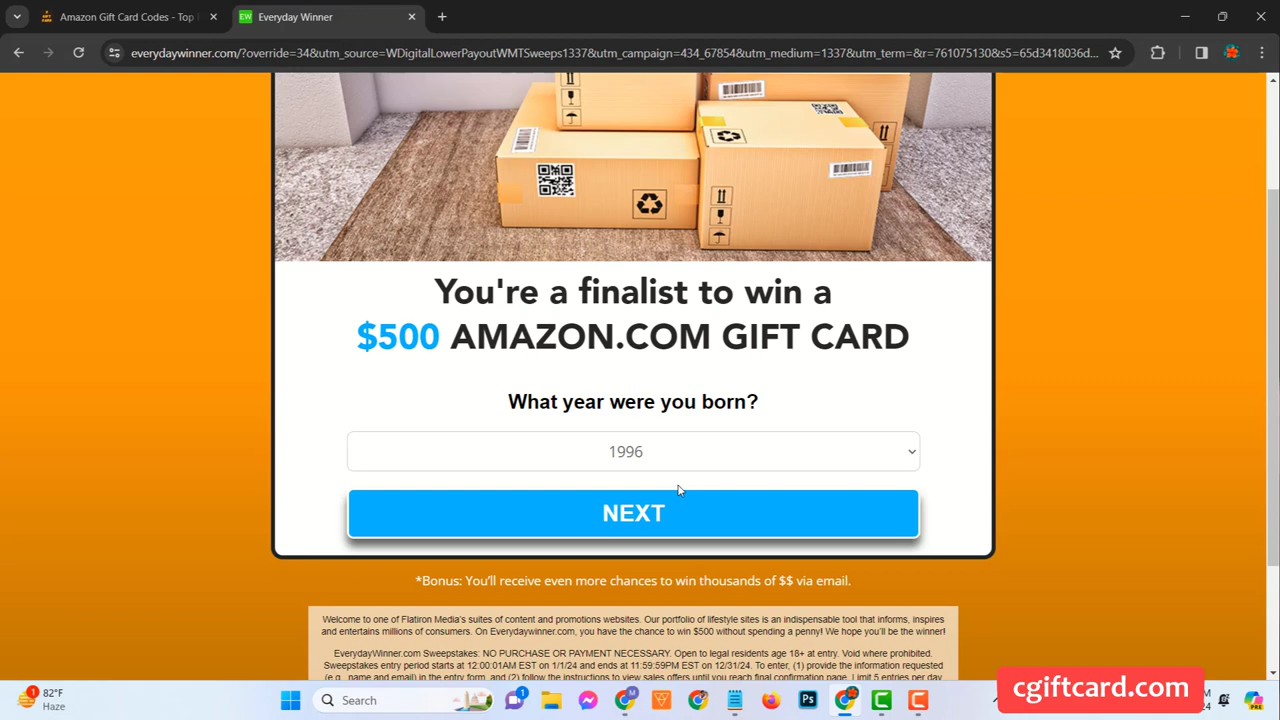 Amazon Gift Card Codes - Top
Everyday Winner
everydaywinner.com/?override=34&utm_source=WDigitalLowerPayoutWMTSweeps1337&utm_campaign=434_67854&utm_medium=1337&utm_term=&r=761075130&s5=65d3418036d...
You're a finalist to win a
$500 AMAZON.COM GIFT CARD
What year were you born?
1996
NEXT
*Bonus: You'll receive even more chances to win thousands of $$ via email.
Welcome to one of Flatiron Media's suites of content and promotions websites. Our portfolio of lifestyle sites is an indispensable tool that informs, inspires
and entertains millions of consumers. On Everydaywinner.com, you have the chance to win $500 without spending a penny! We hope you'll be the winner!
EverydayWinner.com Sweepstakes: NO PURCHASE OR PAYMENT NECESSARY. Open to legal residents age 18+ at entry. Void where prohibited.
Sweepstakes entry period starts at 12:00:01AM EST on 1/1/24 and ends at 11:59:59PM EST on 12/31/24. To enter, (1) provide the information requested
(e.g., name and email) in the entry form, and (2) follow the instructions to view sales offers until you reach final confirmation page. Limit 5 entries per day
82°F
Haze
Search
cgiftcard.com